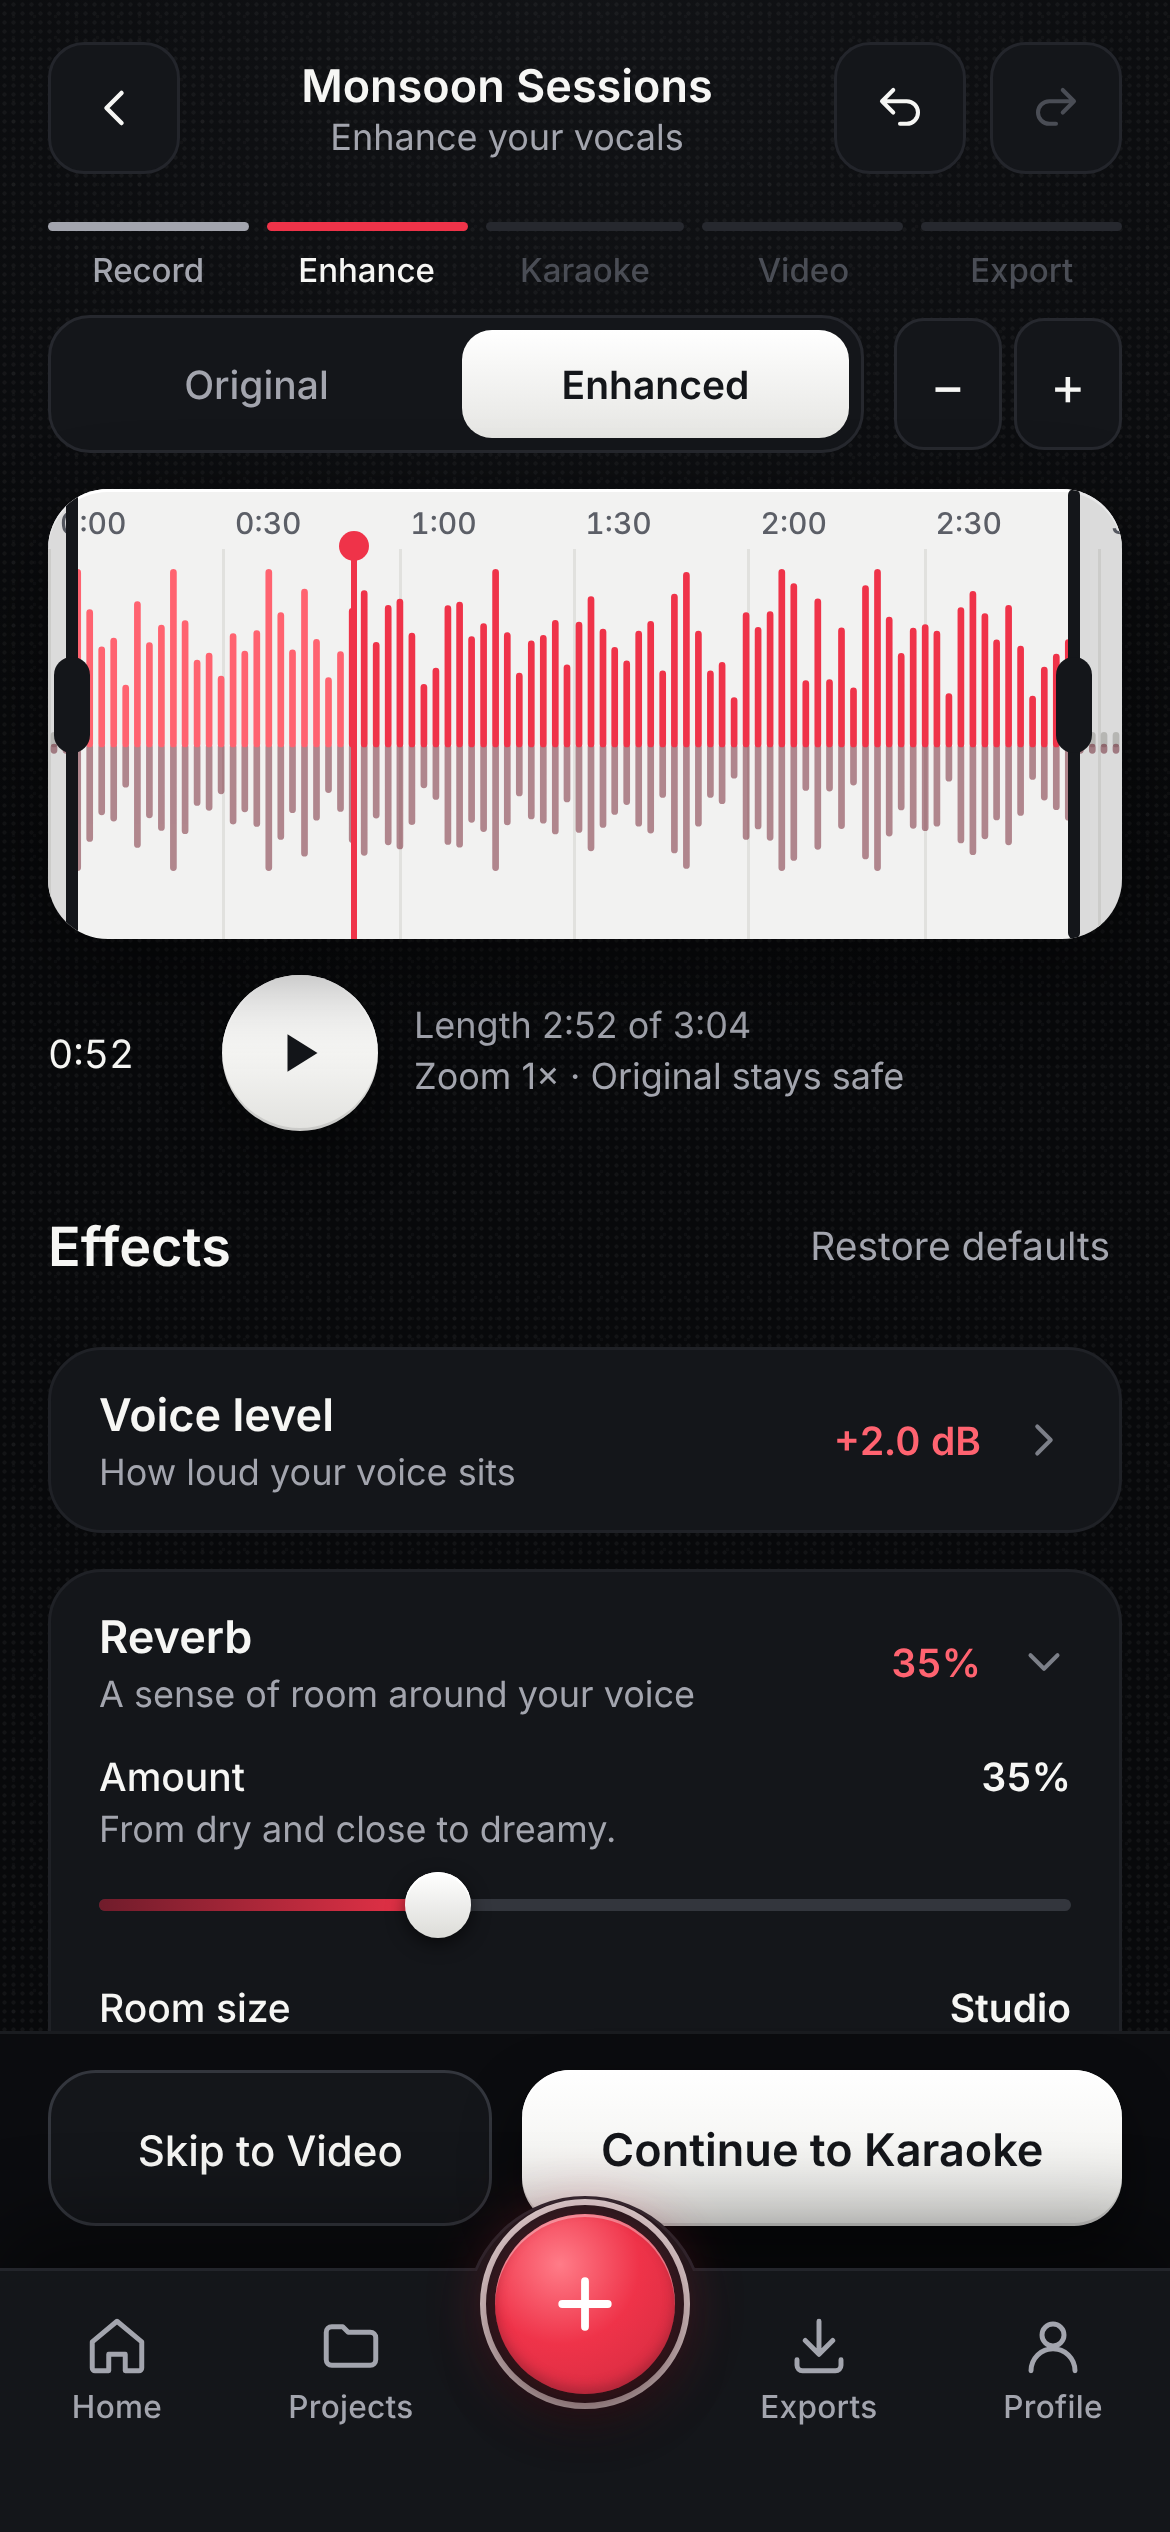 Monsoon Sessions
Enhance your vocals
Record Enhance Karaoke Video Export
Original Enhanced − +
0:00 0:30 1:00 1:30 2:00 2:30
0:52
Length 2:52 of 3:04
Zoom 1× · Original stays safe
Effects Restore defaults
Voice level
How loud your voice sits
+2.0 dB
Reverb
A sense of room around your voice
35%
Amount 35%
From dry and close to dreamy.
Room size Studio
Skip to Video Continue to Karaoke
Home Projects Exports Profile